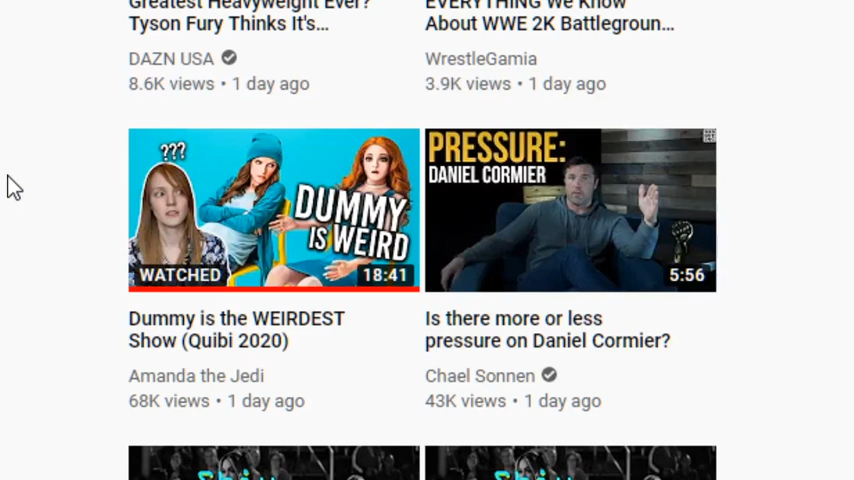 Greatest Heavyweight Ever?
Tyson Fury Thinks It's...
DAZN USA
8.6K views • 1 day ago
EVERYTHING We Know
About WWE 2K Battlegroun...
WrestleGamia
3.9K views • 1 day ago
???
DUMMY
IS WEIRD
WATCHED
18:41
Dummy is the WEIRDEST
Show (Quibi 2020)
Amanda the Jedi
68K views • 1 day ago
PRESSURE:
DANIEL CORMIER
5:56
Is there more or less
pressure on Daniel Cormier?
Chael Sonnen
43K views • 1 day ago